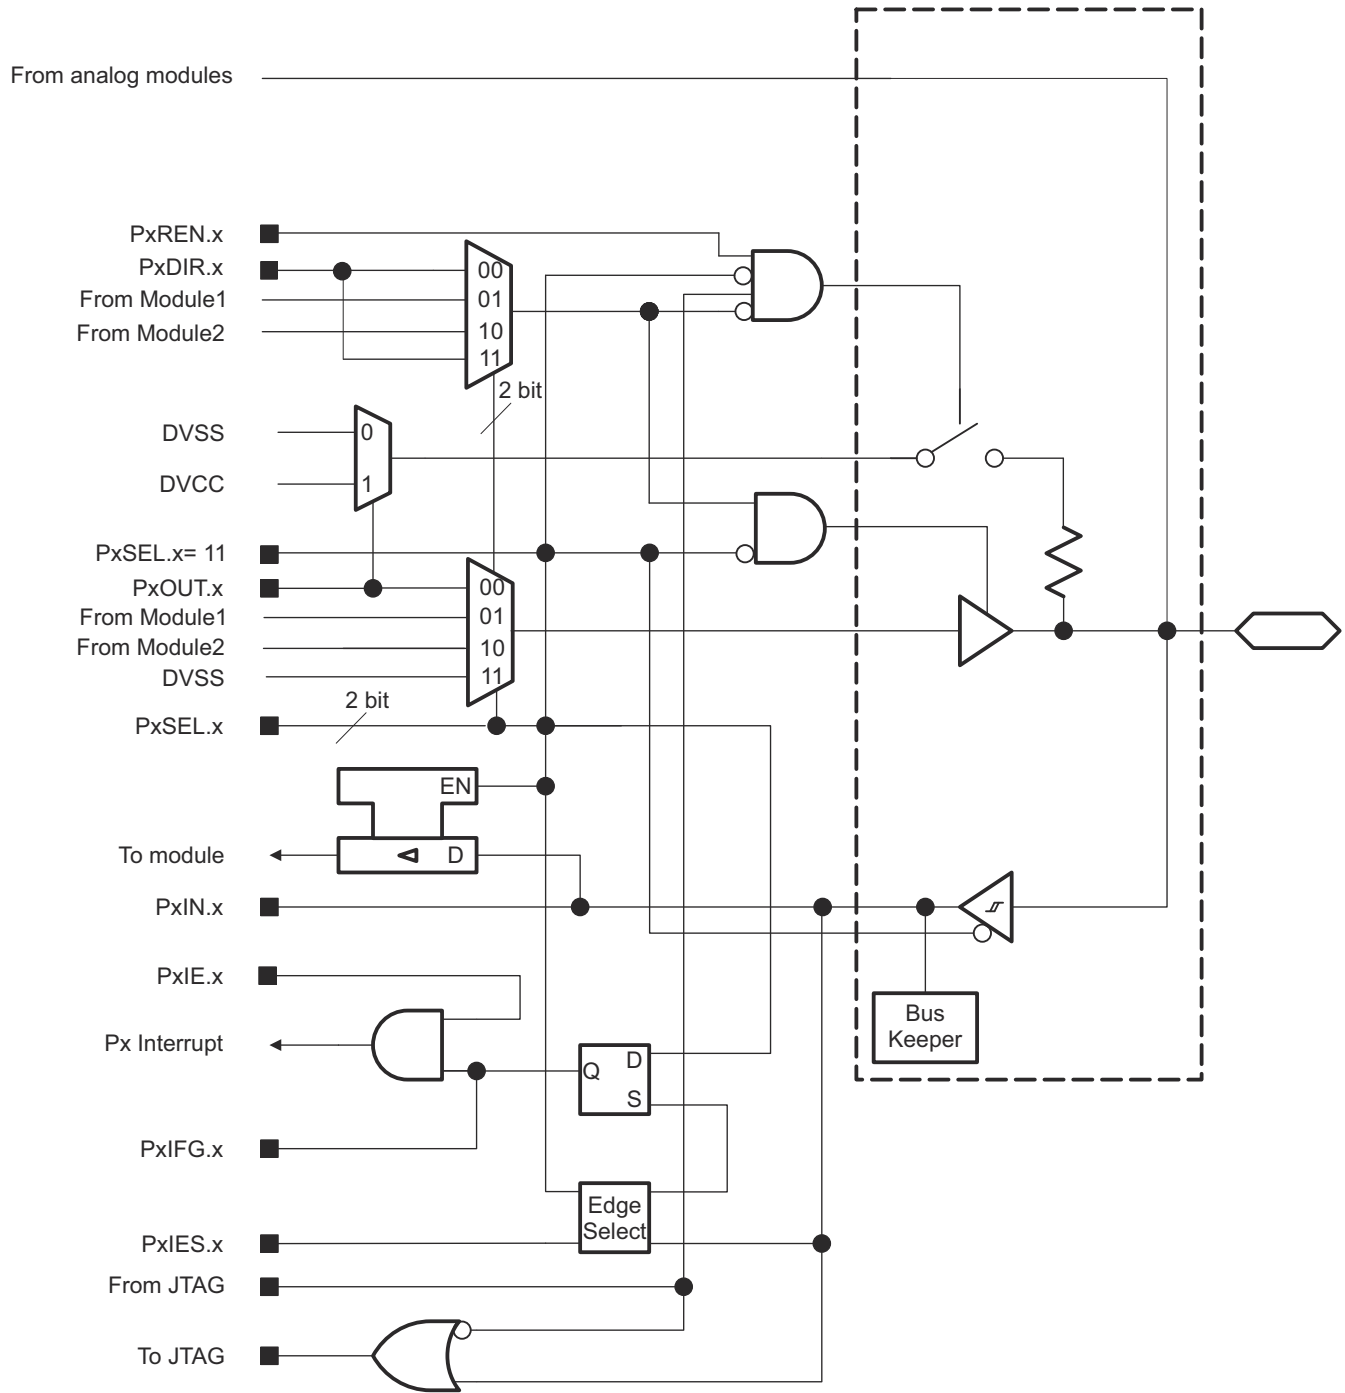 From analog modules
PxREN.x
PxDIR.x
00
From Module1
01
From Module2
10
11
2 bit
DVSS
0
DVCC
1
PxSEL.x= 11
PxOUT.x
00
From Module1
01
From Module2
10
DVSS
11
2 bit
PxSEL.x
EN
To module
D
PxIN.x
PxIE.x
Bus
Keeper
Px Interrupt
Q
D
S
PxIFG.x
Edge
Select
PxIES.x
From JTAG
To JTAG